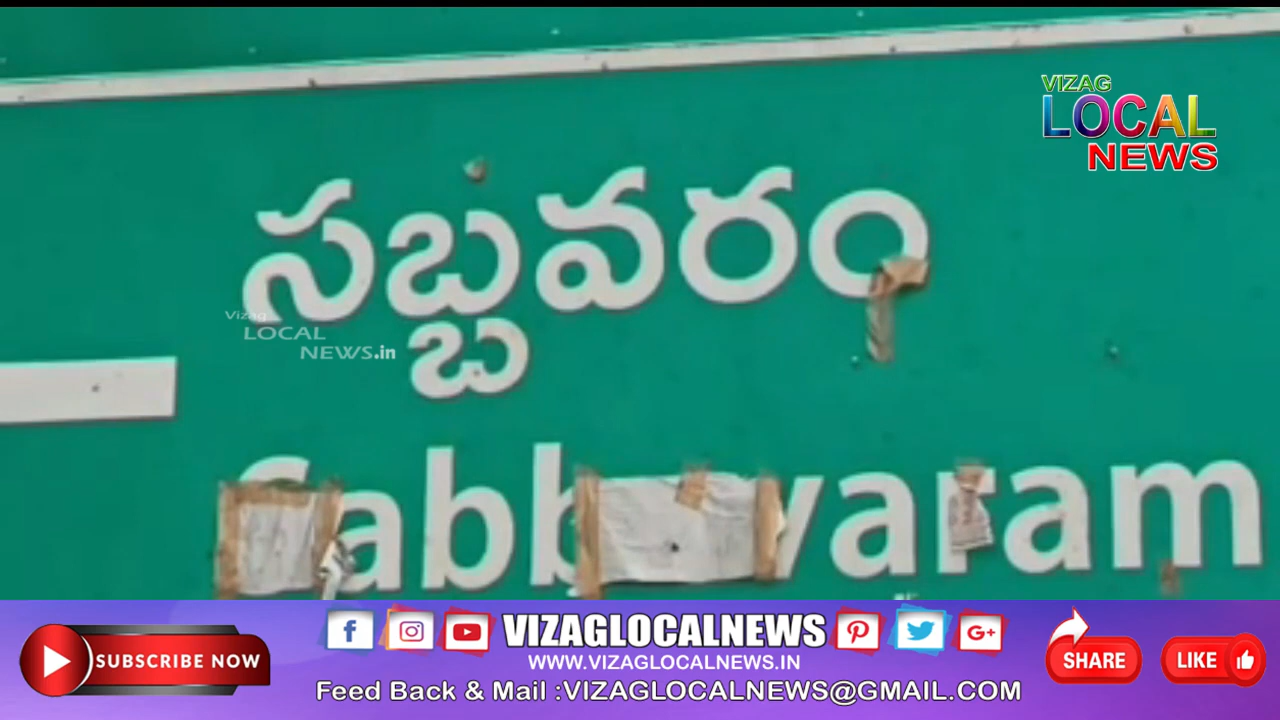 VIZAG
LOCAL
NEWS
సబ్బవరం
Vizag
LOCAL
NEWS.in
SUBSCRIBE NOW
VIZAGLOCALNEWS
WWW.VIZAGLOCALNEWS.IN
Feed Back & Mail :VIZAGLOCALNEWS@GMAIL.COM
SHARE
LIKE